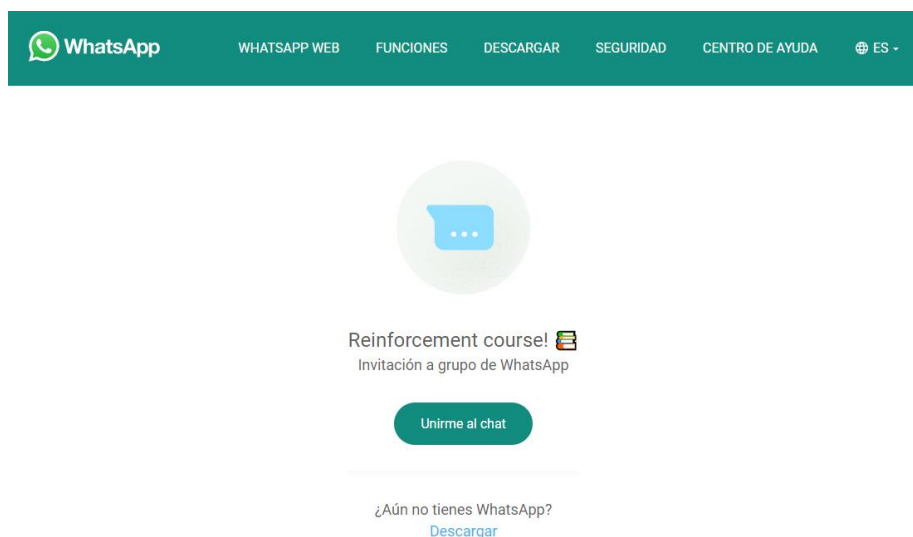 WhatsApp WHATSAPP WEB FUNCIONES DESCARGAR SEGURIDAD CENTRO DE AYUDA ES
Reinforcement course! 📚
Invitación a grupo de WhatsApp
Unirme al chat
¿Aún no tienes WhatsApp?
Descargar